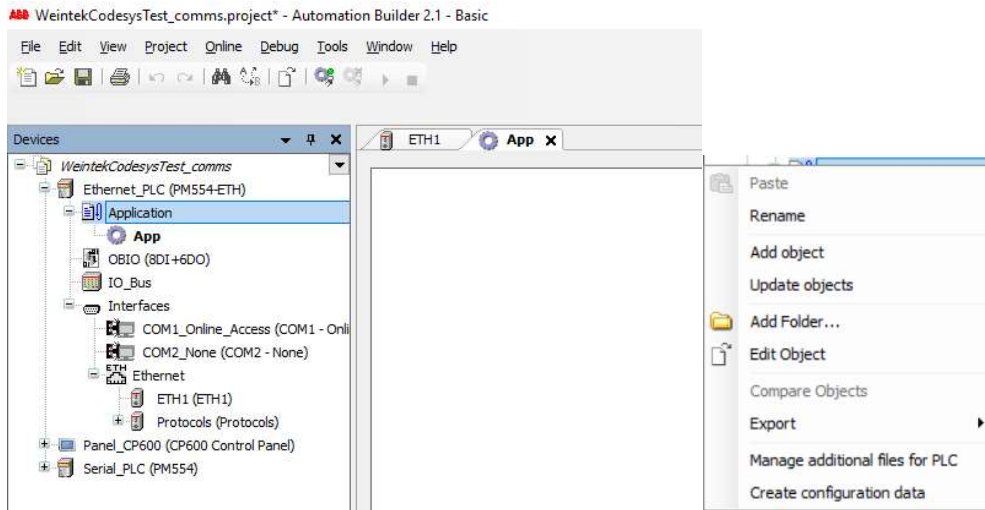 ABB WeintekCodesysTest_comms.project* - Automation Builder 2.1 - Basic
File Edit View Project Online Debug Tools Window Help
Devices
ETH1
App
WeintekCodesysTest_comms
Ethernet_PLC (PM554-ETH)
Application
App
OBIO (8DI+6DO)
IO_Bus
Interfaces
COM1_Online_Access (COM1 - Onli
COM2_None (COM2 - None)
ETH Ethernet
ETH1 (ETH1)
Protocols (Protocols)
Panel_CP600 (CP600 Control Panel)
Serial_PLC (PM554)
Paste
Rename
Add object
Update objects
Add Folder...
Edit Object
Compare Objects
Export
Manage additional files for PLC
Create configuration data